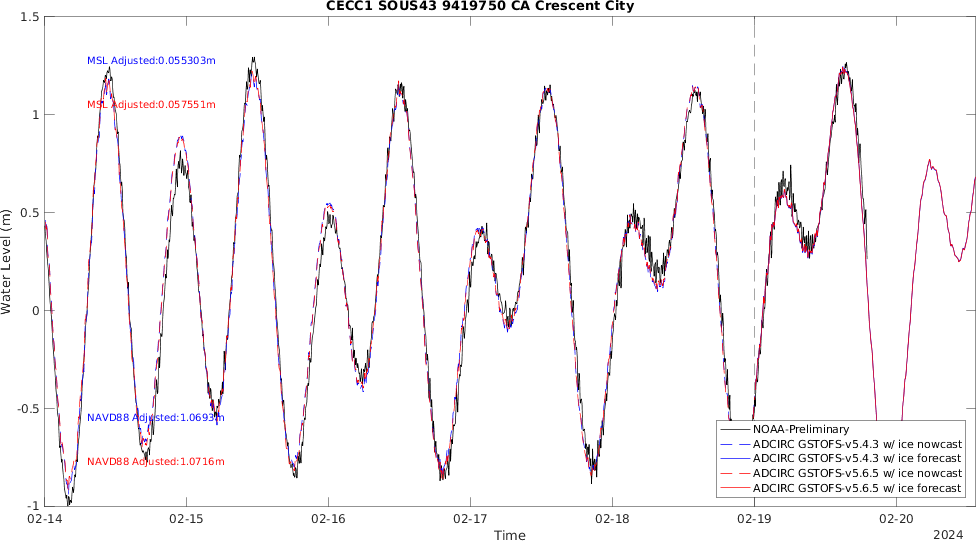 CECC1 SOUS43 9419750 CA Crescent City
1.5
1
0.5
0
-0.5
-1
Water Level (m)
MSL Adjusted:0.055303m
MSL Adjusted:0.057551m
NAVD88 Adjusted:1.0693m
NAVD88 Adjusted:1.0716m
NOAA-Preliminary
ADCIRC GSTOFS-v5.4.3 w/ ice nowcast
ADCIRC GSTOFS-v5.4.3 w/ ice forecast
ADCIRC GSTOFS-v5.6.5 w/ ice nowcast
ADCIRC GSTOFS-v5.6.5 w/ ice forecast
02-14 02-15 02-16 02-17 02-18 02-19 02-20
Time
2024